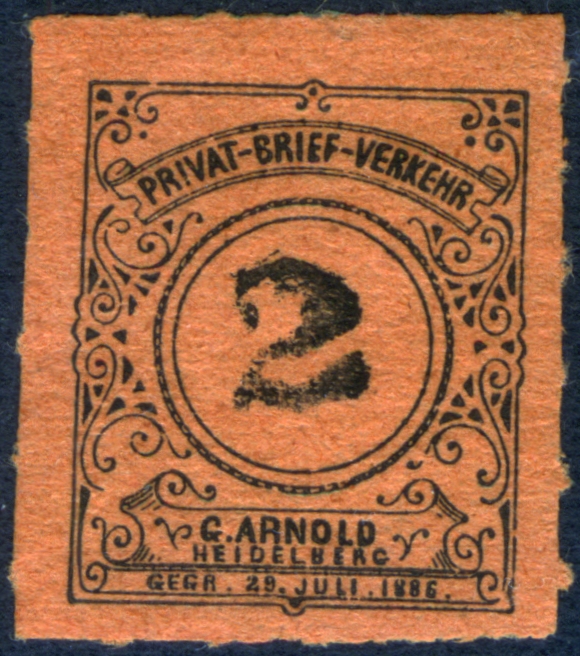 PRIVAT-BRIEF-VERKEHR
2
G. ARNOLD
HEIDELBERG
GEGR. 29. JULI. 1886.